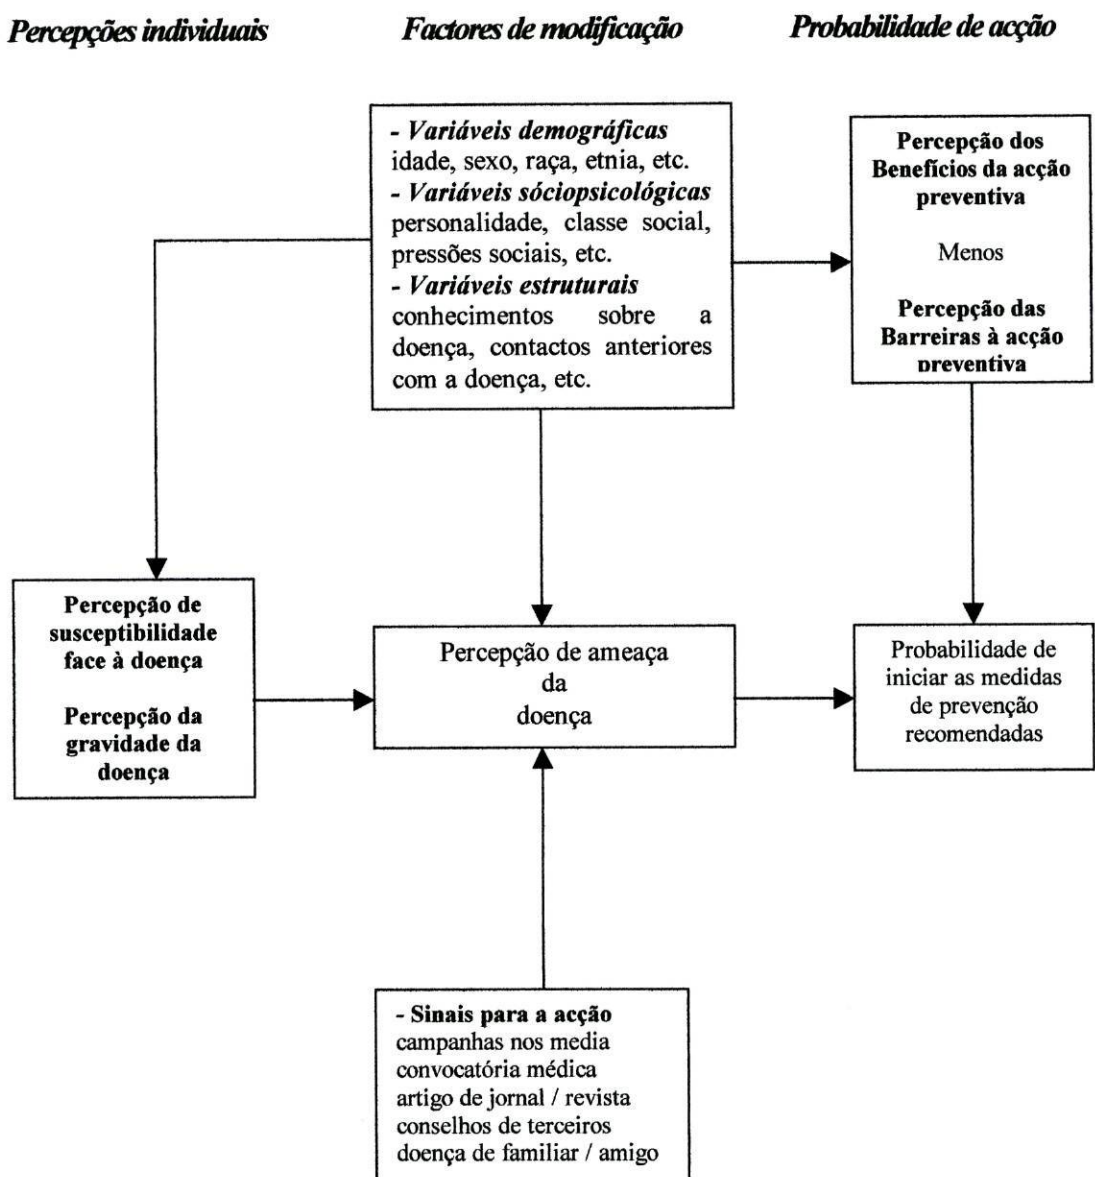 Percepções individuais
Factores de modificação
Probabilidade de acção
- Variáveis demográficas
idade, sexo, raça, etnia, etc.
- Variáveis sóciopsicológicas
personalidade, classe social,
pressões sociais, etc.
- Variáveis estruturais
conhecimentos sobre a
doença, contactos anteriores
com a doença, etc.
Percepção dos
Benefícios da acção
preventiva
Menos
Percepção das
Barreiras à acção
preventiva
Percepção de
susceptibilidade
face à doença
Percepção da
gravidade da
doença
Percepção de ameaça
da
doença
Probabilidade de
iniciar as medidas
de prevenção
recomendadas
- Sinais para a acção
campanhas nos media
convocatória médica
artigo de jornal / revista
conselhos de terceiros
doença de familiar / amigo